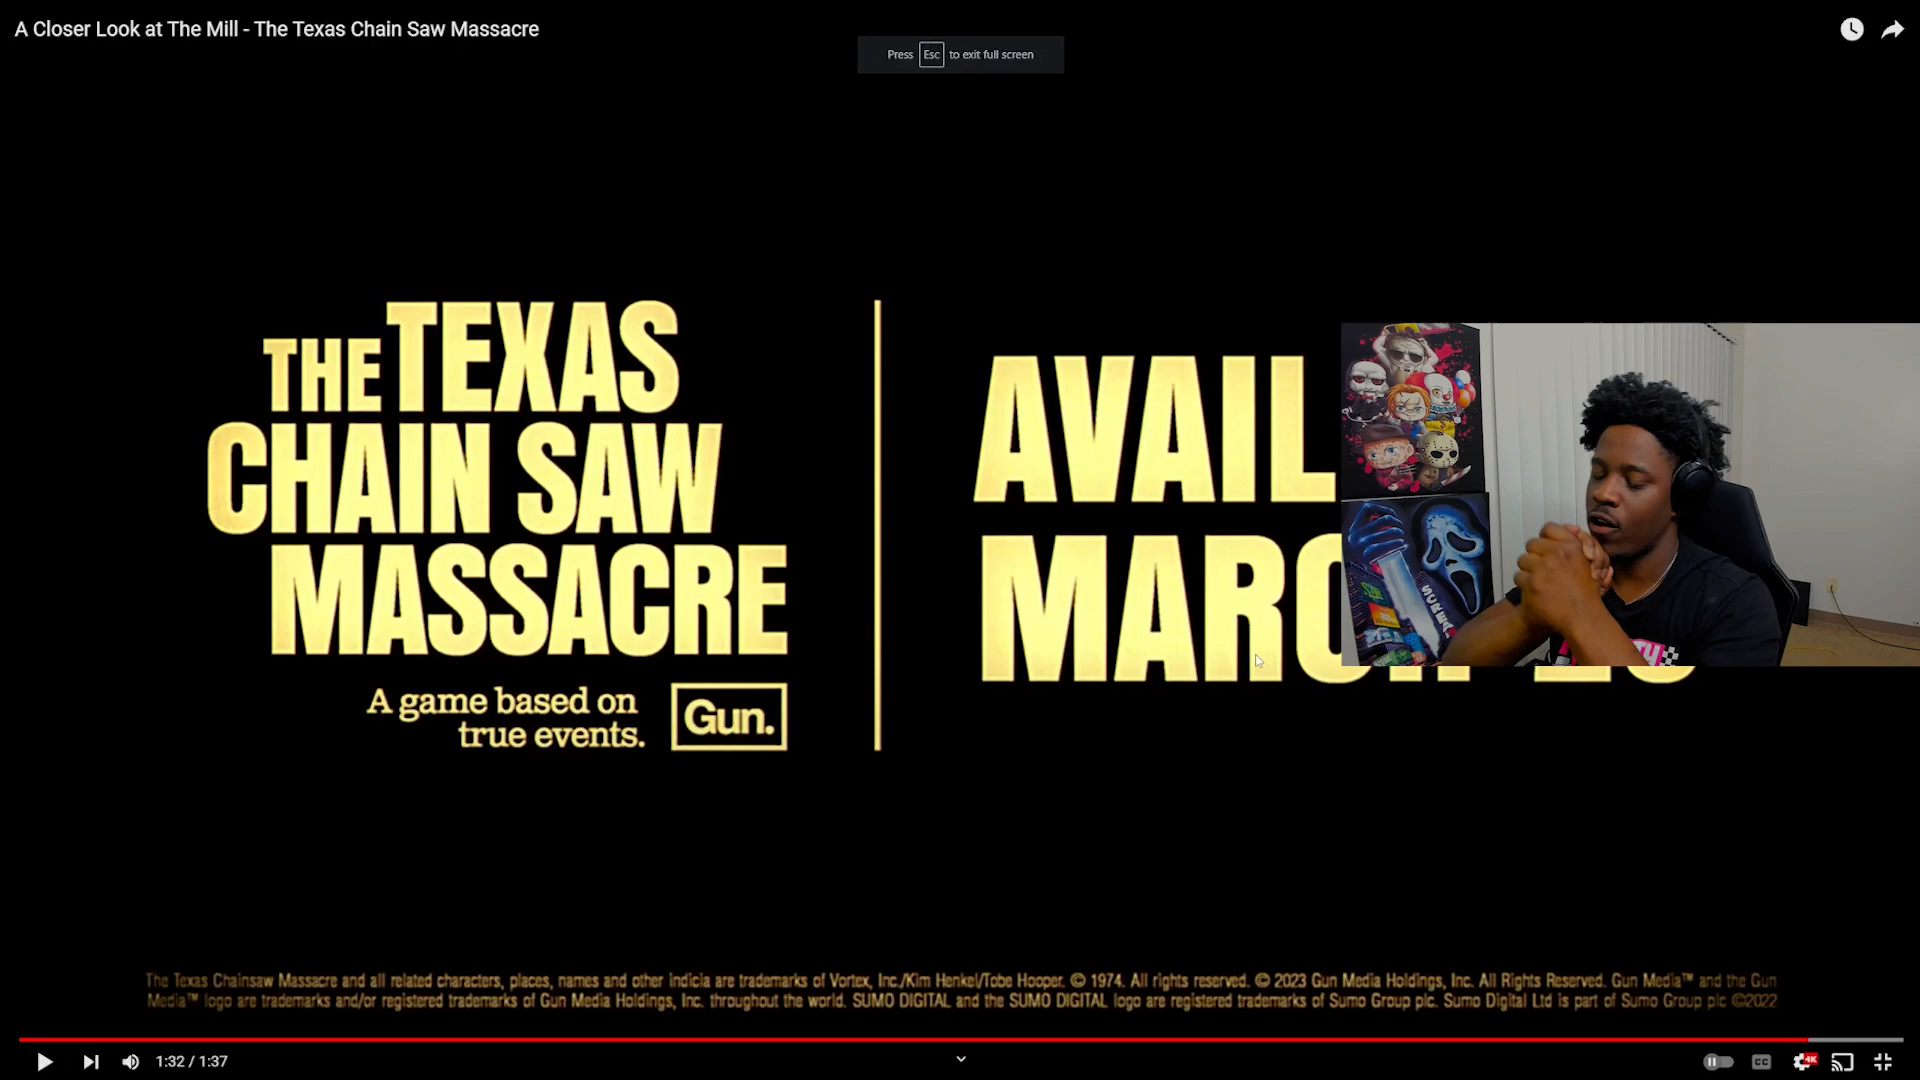 A Closer Look at The Mill - The Texas Chain Saw Massacre
Press Esc to exit full screen
THE TEXAS
CHAIN SAW
MASSACRE
A game based on
true events.
Gun.
AVAIL
MARCH
The Texas Chainsaw Massacre and all related characters, places, names and other indicia are trademarks of Vortex, Inc./Kim Henkel/Tobe Hooper. © 1974. All rights reserved. © 2023 Gun Media Holdings, Inc. All Rights Reserved. Gun Media™ and the Gun
Media™ logo are trademarks and/or registered trademarks of Gun Media Holdings, Inc. throughout the world. SUMO DIGITAL and the SUMO DIGITAL logo are registered trademarks of Sumo Group plc. Sumo Digital Ltd is part of Sumo Group plc ©2022
1:32 / 1:37
CC
4K